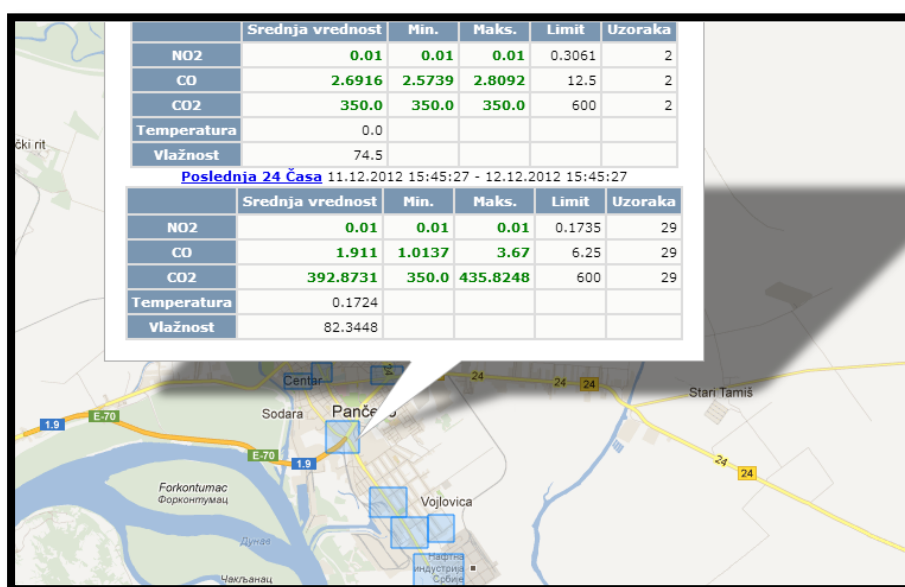 Srednja vrednost Min. Maks. Limit Uzoraka
NO2 0.01 0.01 0.01 0.3061 2
CO 2.6916 2.5739 2.8092 12.5 2
CO2 350.0 350.0 350.0 600 2
Temperatura 0.0
Vlažnost 74.5
Poslednja 24 Časa 11.12.2012 15:45:27 - 12.12.2012 15:45:27
Srednja vrednost Min. Maks. Limit Uzoraka
NO2 0.01 0.01 0.01 0.1735 29
CO 1.911 1.0137 3.67 6.25 29
CO2 392.8731 350.0 435.8248 600 29
Temperatura 0.1724
Vlažnost 82.3448
čki rit
Centar
24
24
24 24
Stari Tamiš
Sodara
E-70
1.9
E-70
1.9
24
24
Forkontumac
Форконтумац
Vojlovica
Дунав
Чакљанац
Нафтна
индустрија
Србије